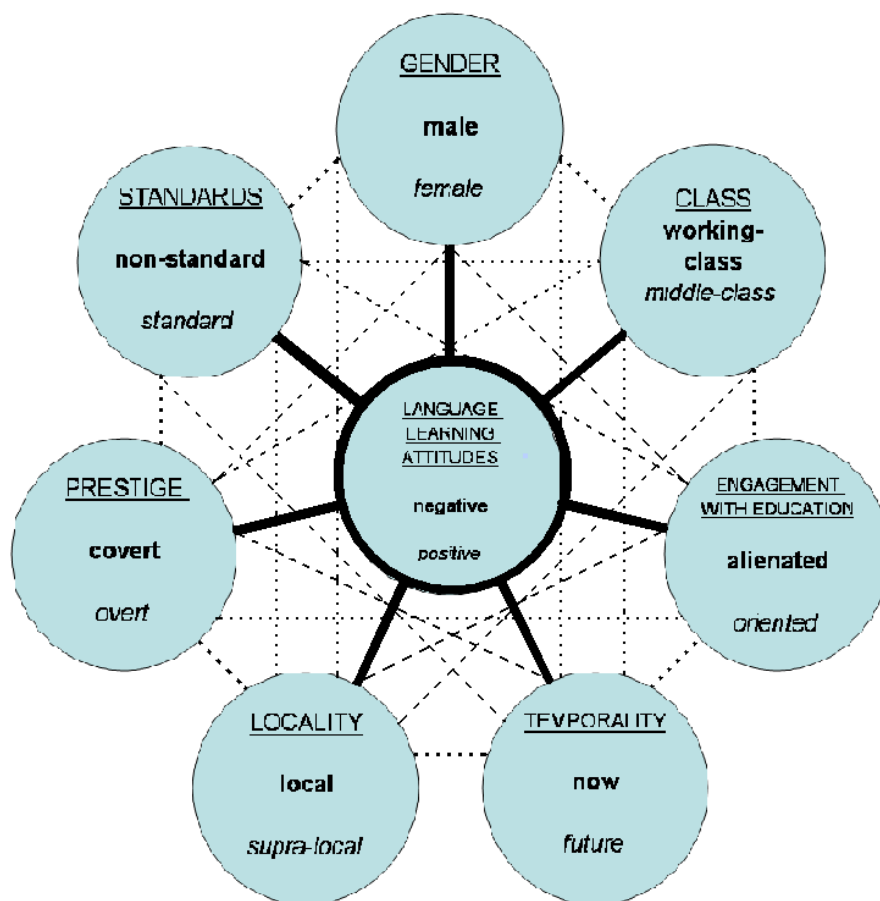 GENDER
male
female
STANDARDS
non-standard
standard
CLASS
working-
class
middle-class
LANGUAGE
LEARNING
ATTITUDES
negative
positive
PRESTIGE
covert
overt
ENGAGEMENT
WITH EDUCATION
alienated
oriented
LOCALITY
local
supra-local
TEVPORALITY
now
future